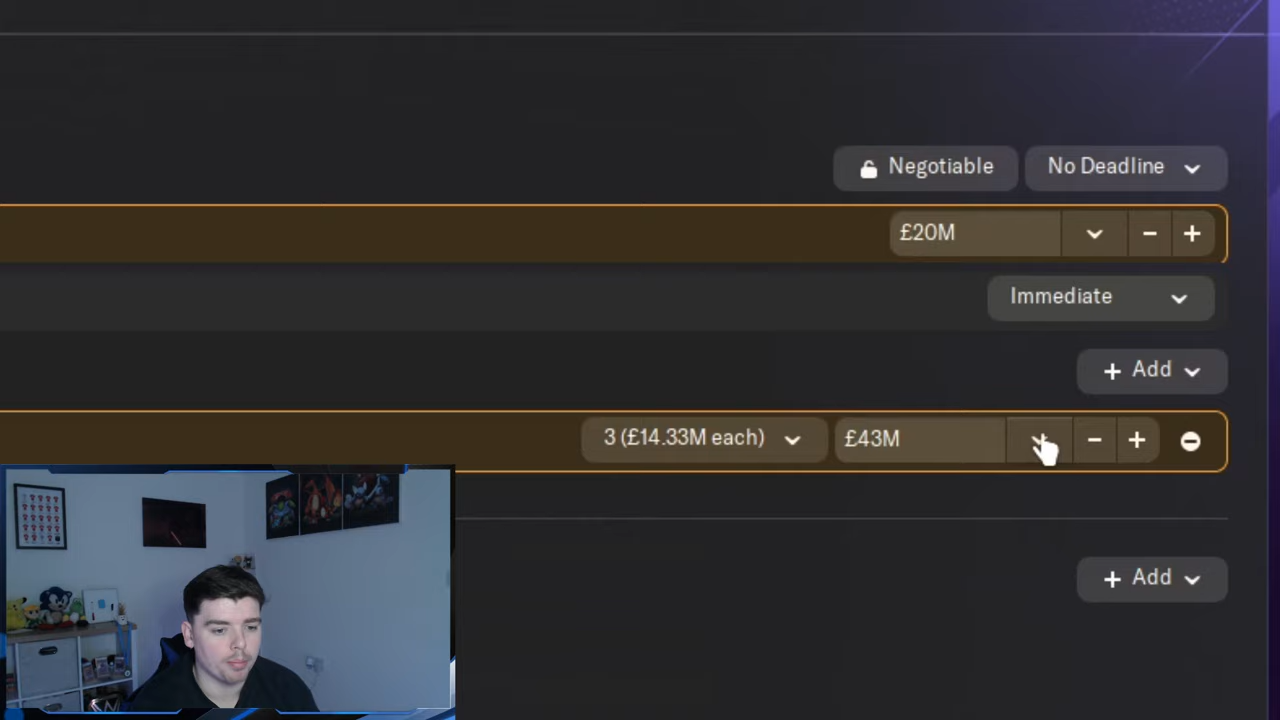 Negotiable No Deadline
£20M
Immediate
Add
3 (£14.33M each) £43M
Add